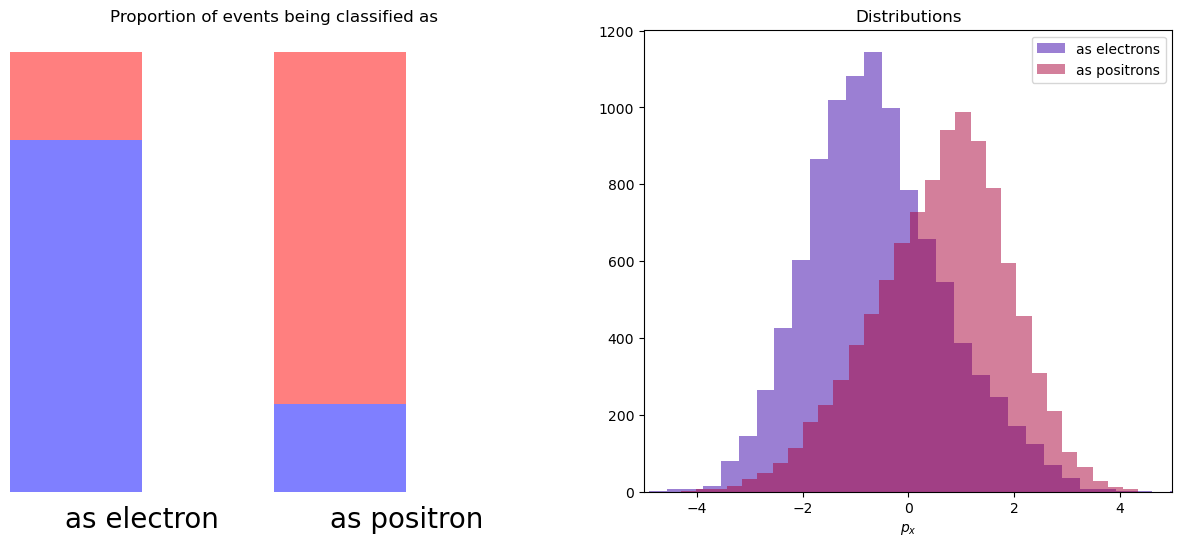 Proportion of events being classified as
as electron
as positron
Distributions
1200
1000
800
600
400
200
0
−4
−2
0
2
4
pₓ
as electrons
as positrons